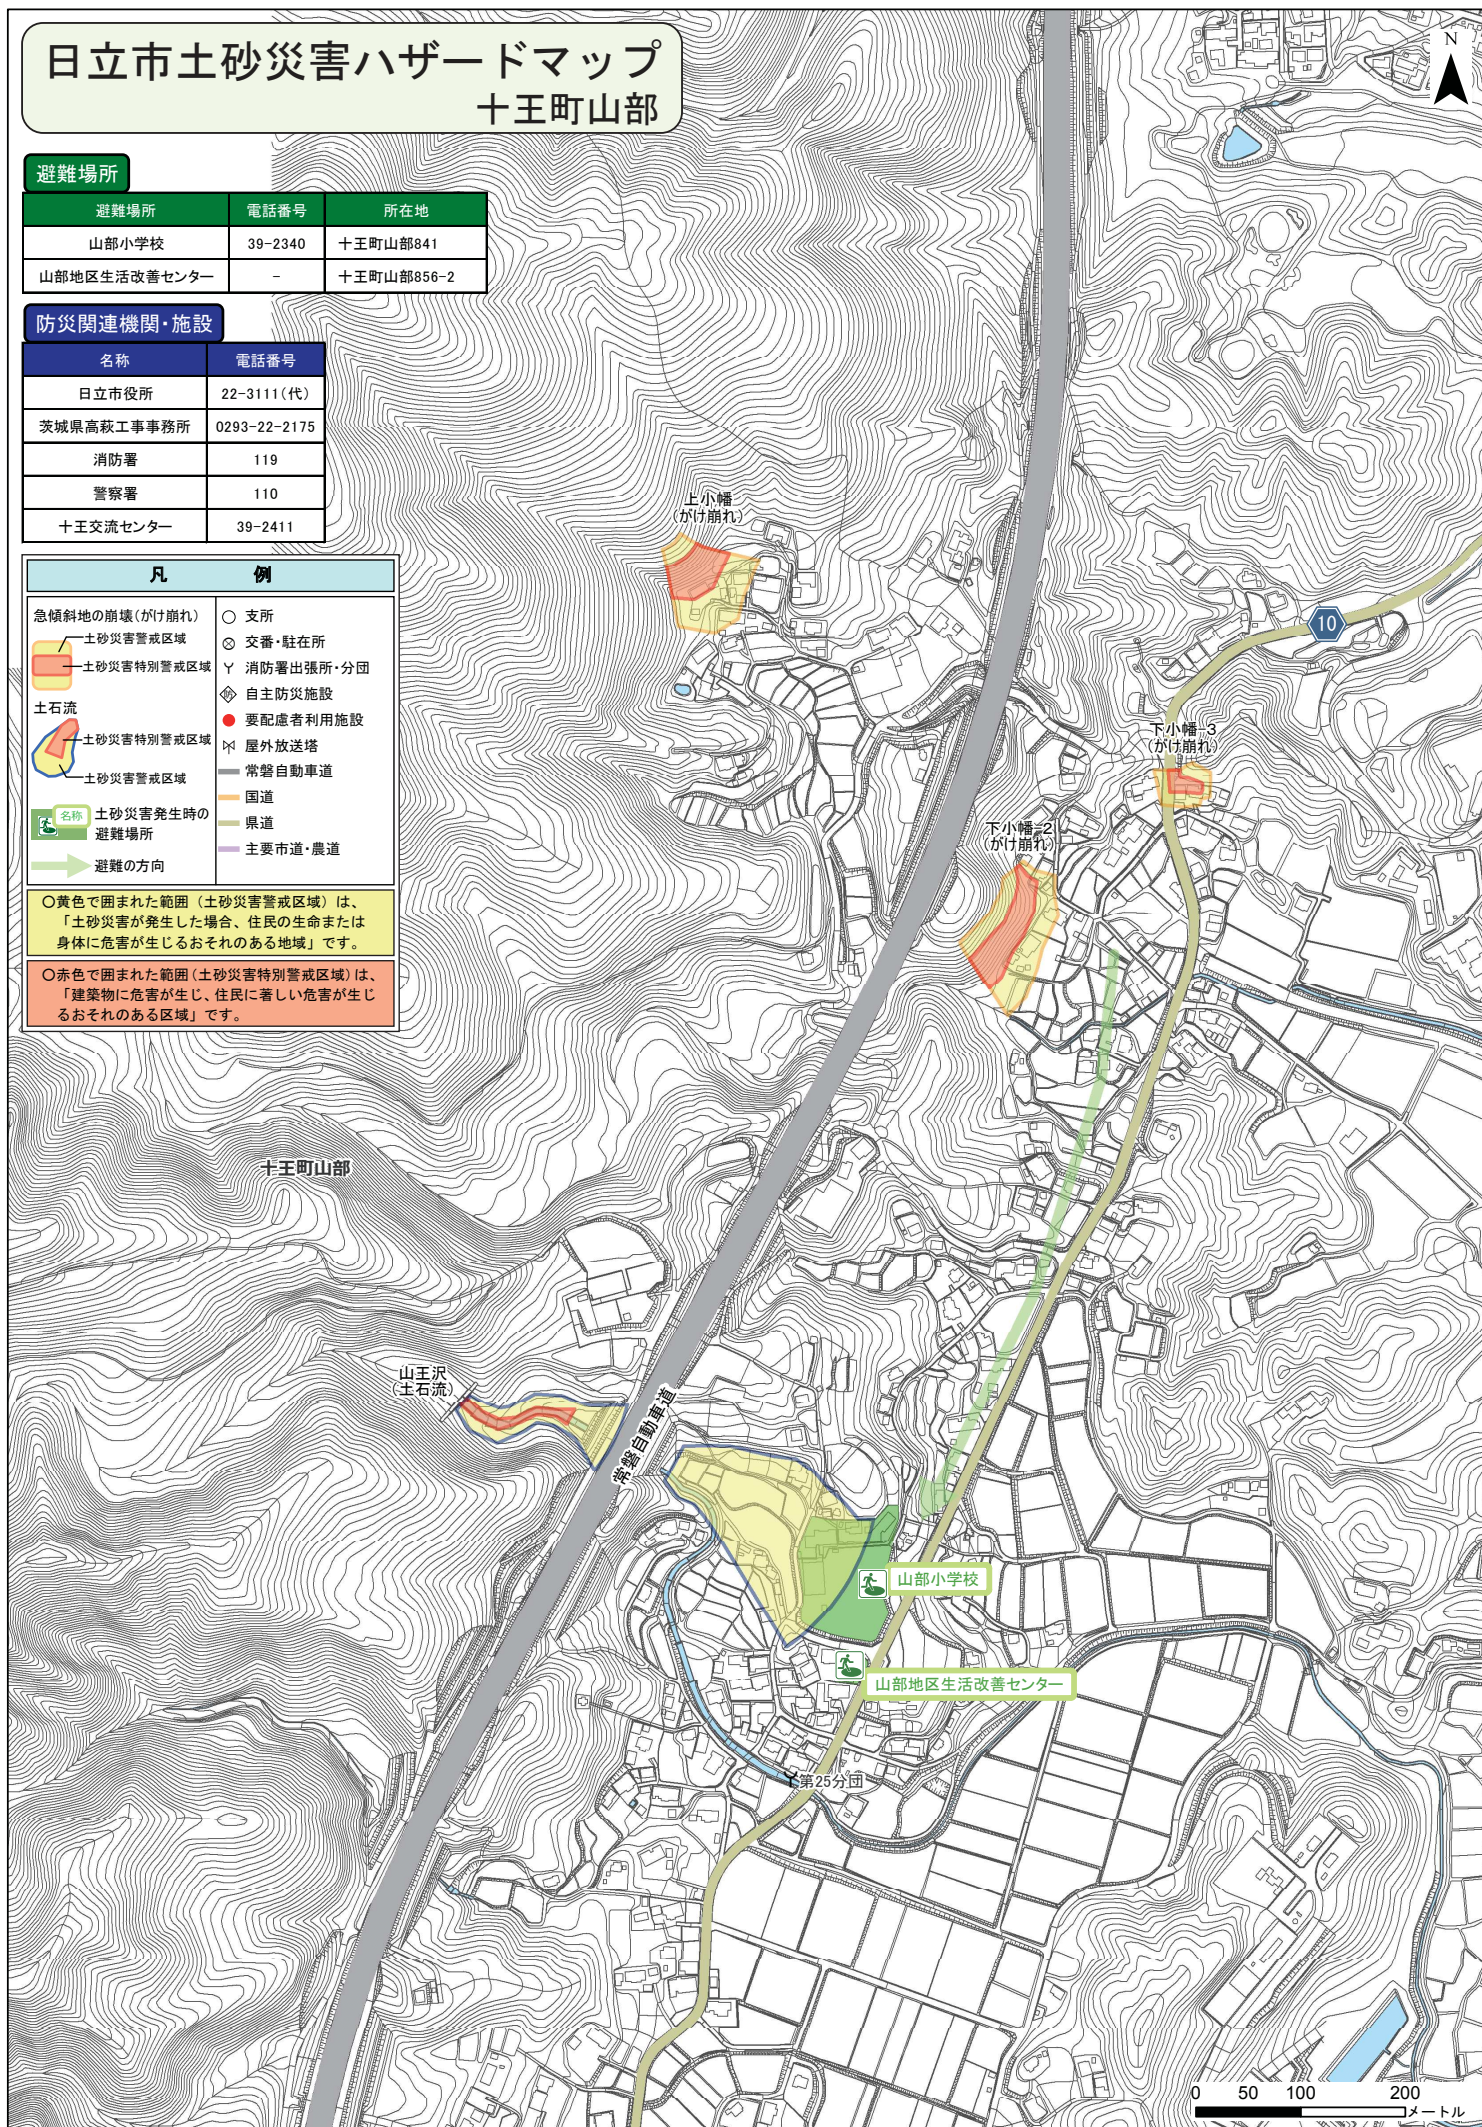 日立市土砂災害ハザードマップ
十王町山部
N
避難場所
避難場所 電話番号 所在地
山部小学校 39-2340 十王町山部841
山部地区生活改善センター - 十王町山部856-2
防災関連機関・施設
名称 電話番号
日立市役所 22-3111(代)
茨城県高萩工事事務所 0293-22-2175
消防署 119
警察署 110
十王交流センター 39-2411
凡 例
急傾斜地の崩壊(がけ崩れ)
土砂災害警戒区域
土砂災害特別警戒区域
土石流
土砂災害特別警戒区域
土砂災害警戒区域
名称 土砂災害発生時の
避難場所
避難の方向
支所
交番・駐在所
消防署出張所・分団
防 自主防災施設
要配慮者利用施設
屋外放送塔
常磐自動車道
国道
県道
主要市道・農道
○黄色で囲まれた範囲（土砂災害警戒区域）は、
「土砂災害が発生した場合、住民の生命または
身体に危害が生じるおそれのある地域」です。
○赤色で囲まれた範囲（土砂災害特別警戒区域）は、
「建築物に危害が生じ、住民に著しい危害が生じ
るおそれのある区域」です。
上小幡
(がけ崩れ)
10
下小幡-3
(がけ崩れ)
下小幡-2
(がけ崩れ)
十王町山部
山王沢
(土石流)
常磐自動車道
山部小学校
山部地区生活改善センター
第25分団
0 50 100 200
メートル